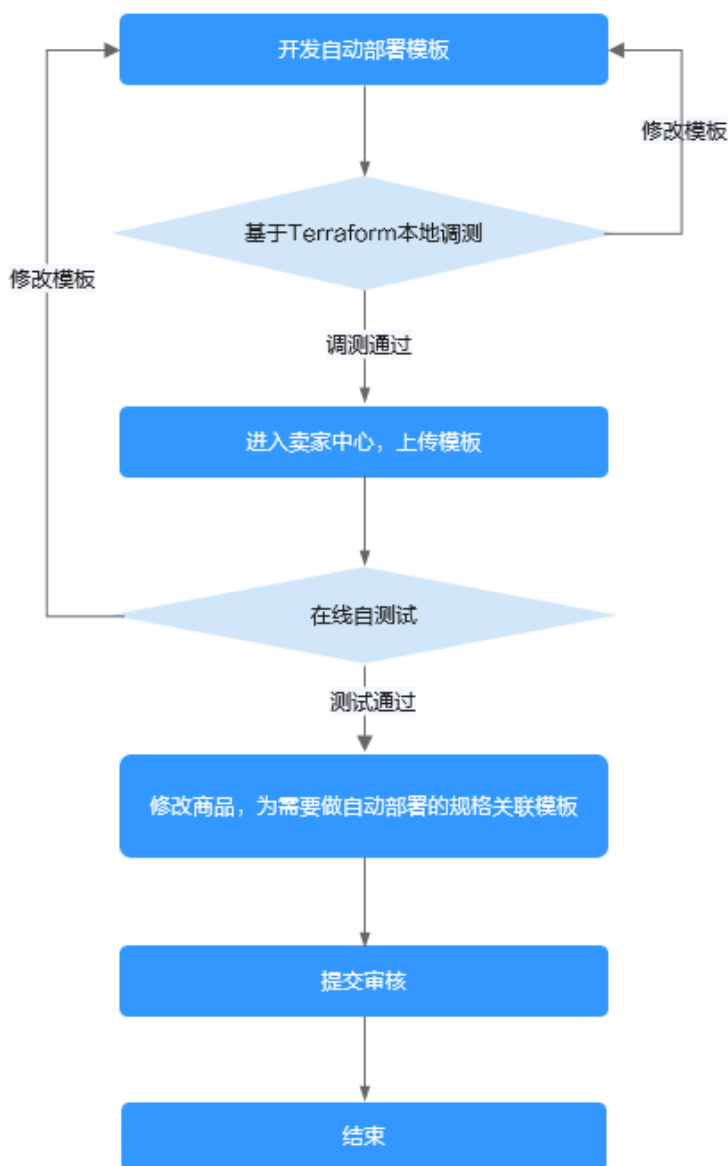 开发自动部署模板
修改模板
基于Terraform本地调测
修改模板
调测通过
进入卖家中心，上传模板
在线自测试
测试通过
修改商品，为需要做自动部署的规格关联模板
提交审核
结束